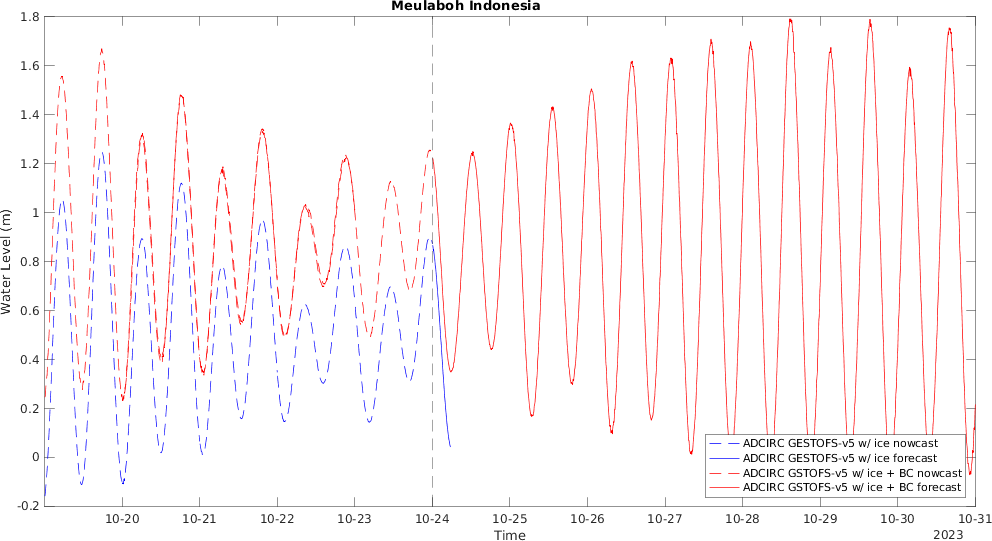 Meulaboh Indonesia
1.8
1.6
1.4
1.2
1
0.8
0.6
0.4
0.2
0
-0.2
Water Level (m)
ADCIRC GESTOFS-v5 w/ ice nowcast
ADCIRC GESTOFS-v5 w/ ice forecast
ADCIRC GSTOFS-v5 w/ ice + BC nowcast
ADCIRC GSTOFS-v5 w/ ice + BC forecast
10-20 10-21 10-22 10-23 10-24 10-25 10-26 10-27 10-28 10-29 10-30 10-31
Time
2023